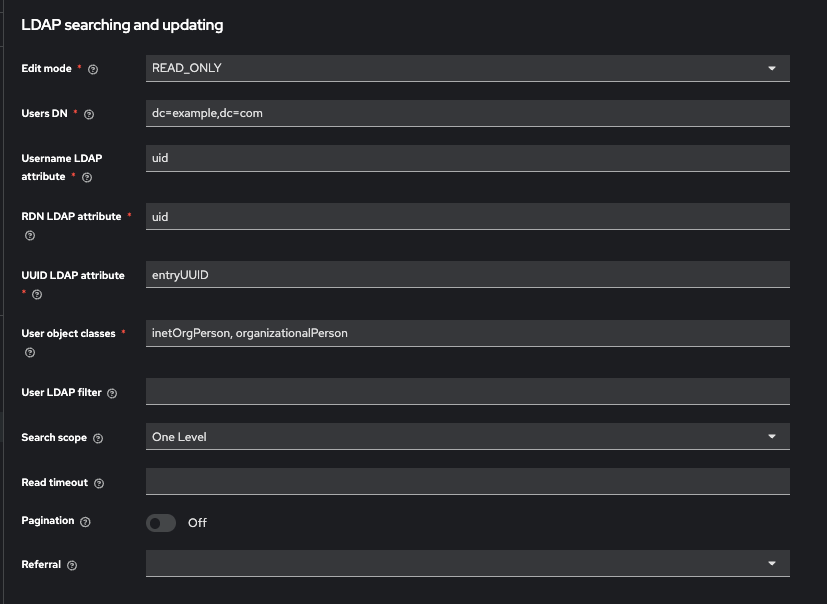 LDAP searching and updating
Edit mode *
READ_ONLY
Users DN *
dc=example,dc=com
Username LDAP
attribute *
uid
RDN LDAP attribute *
uid
UUID LDAP attribute
*
entryUUID
User object classes *
inetOrgPerson, organizationalPerson
User LDAP filter
Search scope
One Level
Read timeout
Pagination
Off
Referral